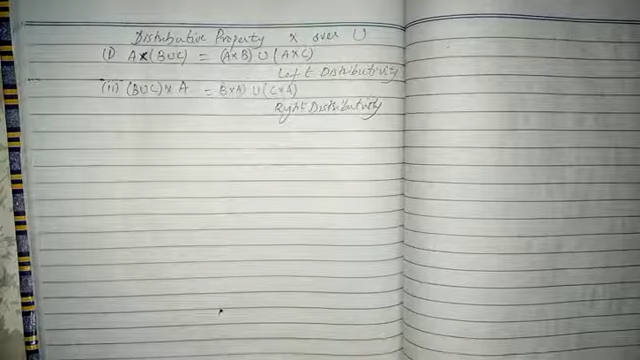 Distributive Property × over ∪
(i) A×(B∪C) = (A×B) ∪ (A×C)
Left Distributivity
(ii) (B∪C)×A = B×A) ∪ (C×A)
Right Distributivity